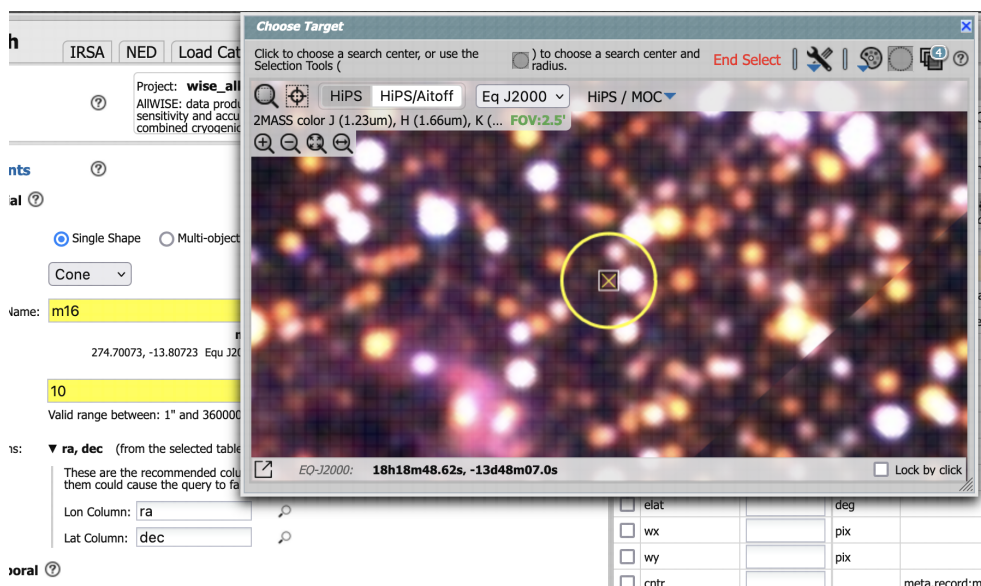 Choose Target
Click to choose a search center, or use the
Selection Tools (
) to choose a search center and
radius.
End Select
4
HiPS
HiPS/Aitoff
Eq J2000
HiPS / MOC
2MASS color J (1.23um), H (1.66um), K (...
FOV:2.5'
EQ-J2000:
18h18m48.62s, -13d48m07.0s
Lock by click
h
IRSA
NED
Load Cat
Project: wise_all
AllWISE: data produ
sensitivity and accu
combined cryogenic
nts
ial
Single Shape
Multi-object
Cone
Name:
m16
274.70073, -13.80723 Equ J20
10
Valid range between: 1" and 360000
ns:
ra, dec (from the selected table
These are the recommended colu
them could cause the query to fa
Lon Column: ra
Lat Column: dec
poral
elat
deg
wx
pix
wy
pix
cntr
meta.record;m